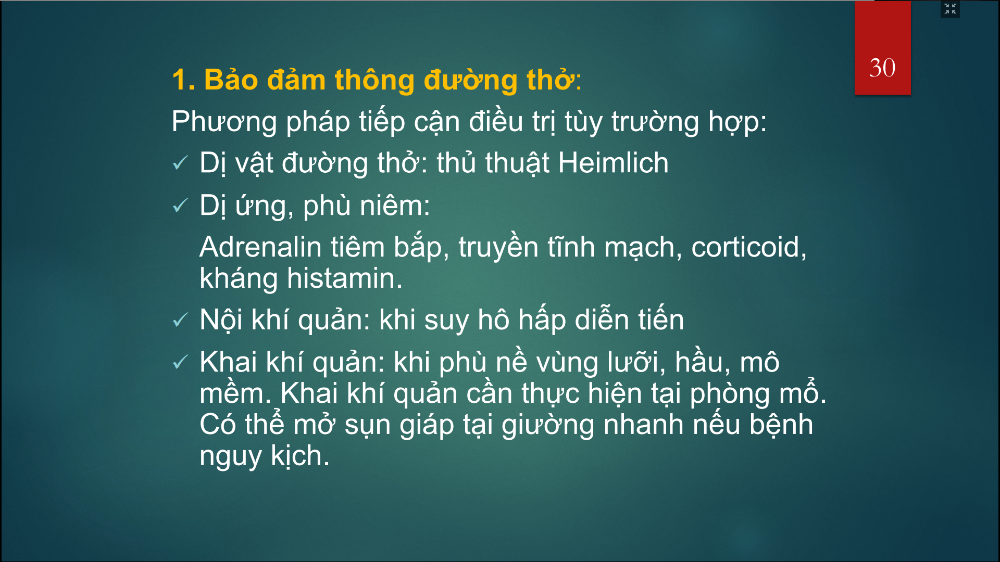 30
1. Bảo đảm thông đường thở:
Phương pháp tiếp cận điều trị tùy trường hợp:
✓ Dị vật đường thở: thủ thuật Heimlich
✓ Dị ứng, phù niêm:
Adrenalin tiêm bắp, truyền tĩnh mạch, corticoid,
kháng histamin.
✓ Nội khí quản: khi suy hô hấp diễn tiến
✓ Khai khí quản: khi phù nề vùng lưỡi, hầu, mô
mềm. Khai khí quản cần thực hiện tại phòng mổ.
Có thể mở sụn giáp tại giường nhanh nếu bệnh
nguy kịch.